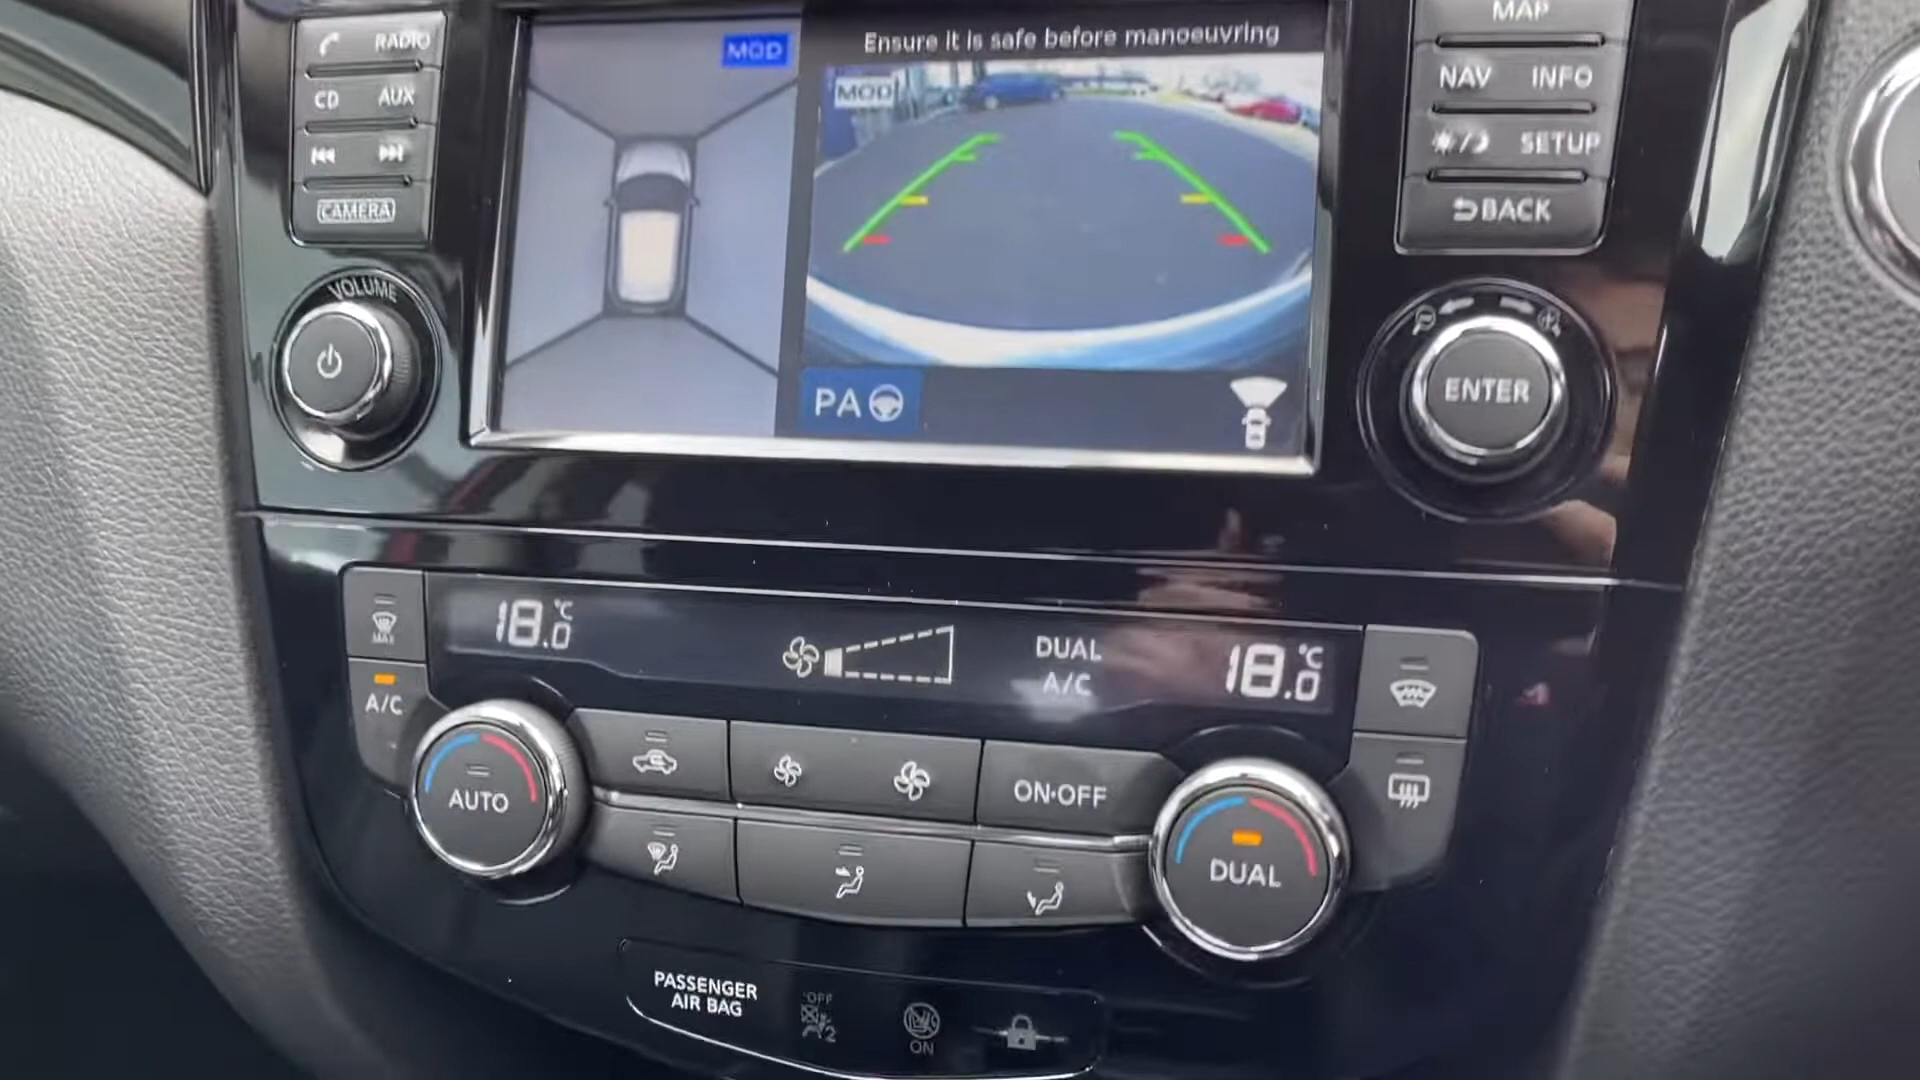 RADIO
CD AUX
CAMERA
VOLUME
MOD
Ensure it is safe before manoeuvring
MOD
PA
MAP
NAV INFO
SETUP
BACK
ENTER
18.0 °C
DUAL
A/C
18.0 °C
MAX
A/C
AUTO
ON·OFF
DUAL
PASSENGER
AIR BAG
OFF
2
ON